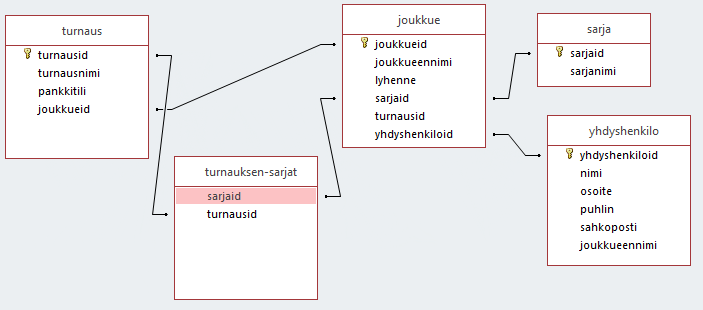 turnaus
turnausid
turnausnimi
pankkitili
joukkueid
joukkue
joukkueid
joukkueennimi
lyhenne
sarjaid
turnausid
yhdyshenkiloid
sarja
sarjaid
sarjanimi
turnauksen-sarjat
sarjaid
turnausid
yhdyshenkilo
yhdyshenkiloid
nimi
osoite
puhlin
sahkoposti
joukkueennimi